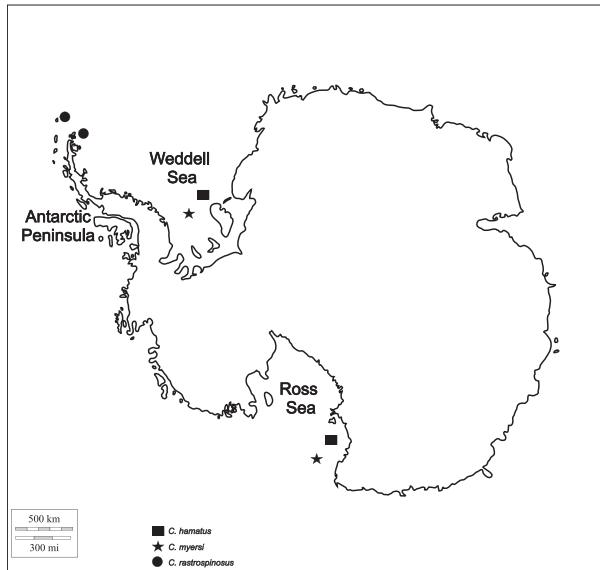 Weddell
Sea
Antarctic
Peninsula
Ross
Sea
500 km
300 mi
C. hamatus
C. myersi
C. rastrospinosus